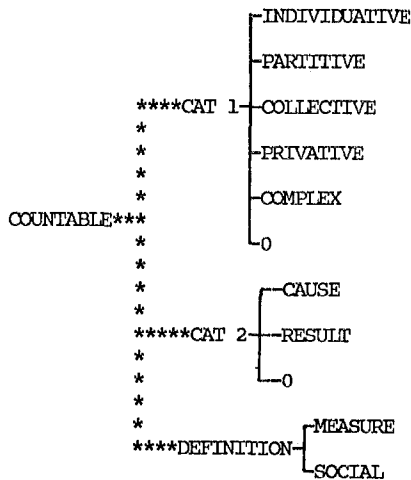 INDIVIDUATIVE
PARTITIVE
****CAT 1 COLLECTIVE
*
* PRIVATIVE
*
* COMPLEX
*
COUNTABLE***
* 0
*
*
* CAUSE
*
*****CAT 2 RESULT
*
* 0
*
*
* MEASURE
****DEFINITION
SOCIAL